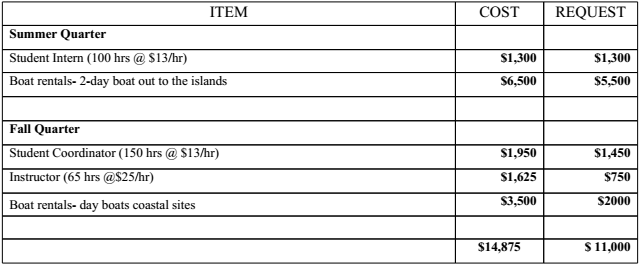 ITEM COST REQUEST
Summer Quarter
Student Intern (100 hrs @ $13/hr) $1,300 $1,300
Boat rentals- 2-day boat out to the islands $6,500 $5,500
Fall Quarter
Student Coordinator (150 hrs @ $13/hr) $1,950 $1,450
Instructor (65 hrs @$25/hr) $1,625 $750
Boat rentals- day boats coastal sites $3,500 $2000
$14,875 $ 11,000